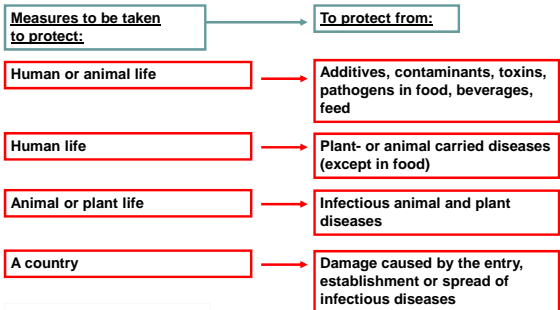 Measures to be taken
to protect:
To protect from:
Human or animal life
Additives, contaminants, toxins,
pathogens in food, beverages,
feed
Human life
Plant- or animal carried diseases
(except in food)
Animal or plant life
Infectious animal and plant
diseases
A country
Damage caused by the entry,
establishment or spread of
infectious diseases